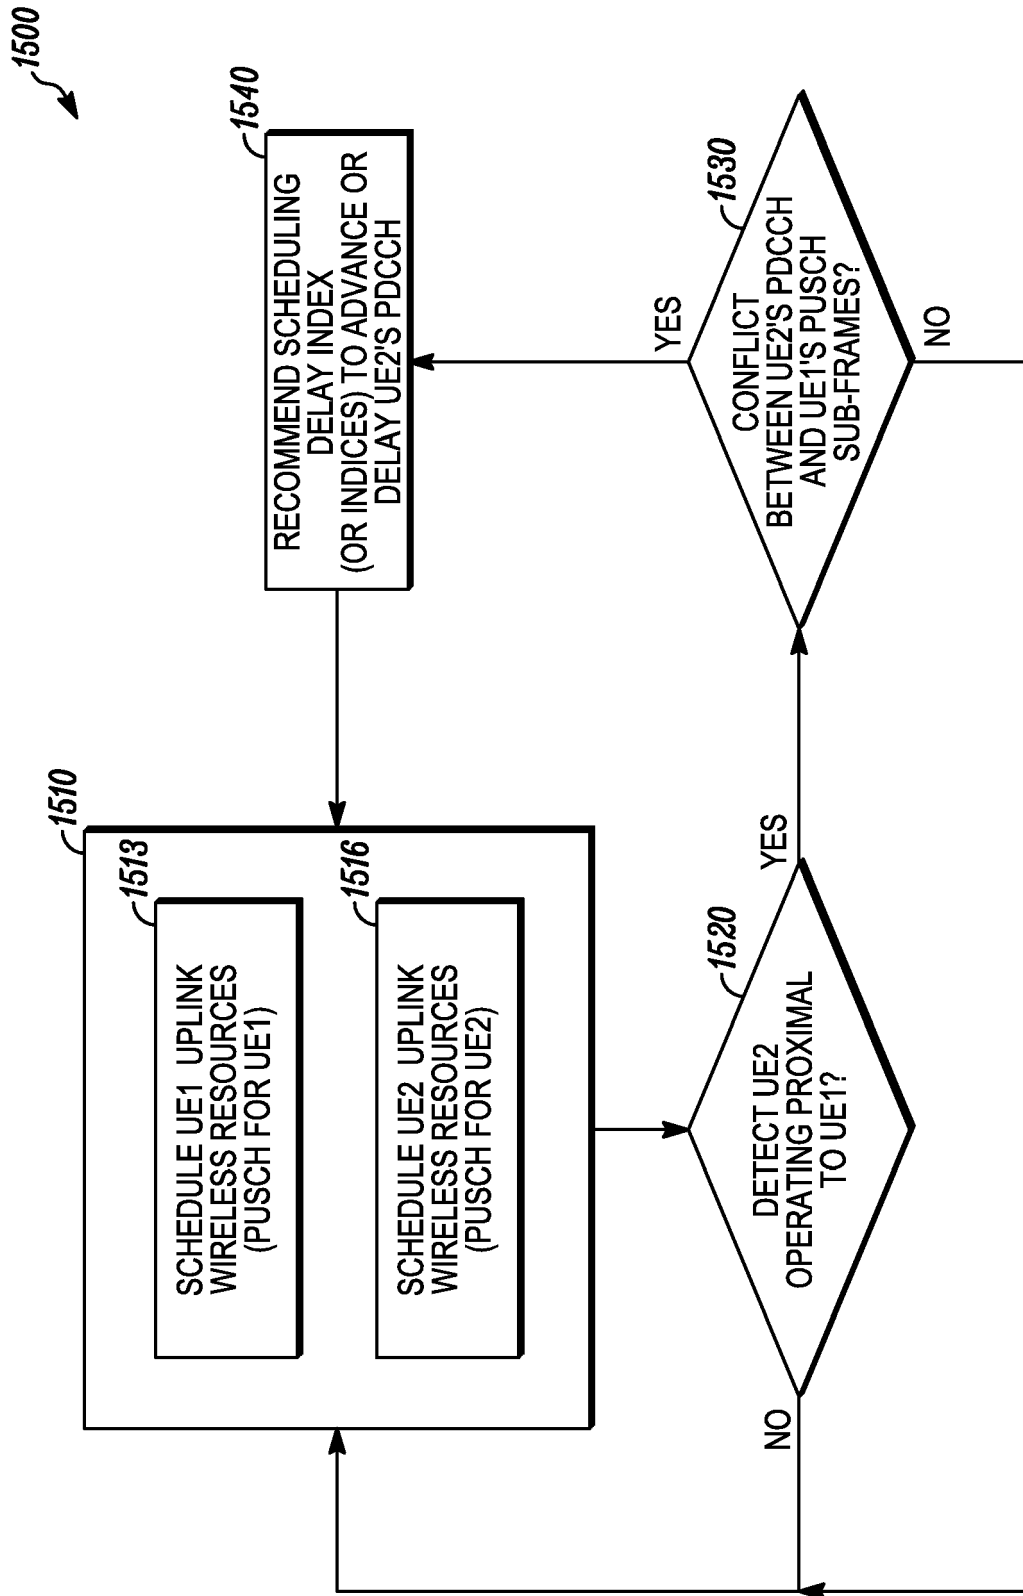 1500
1510
1513
SCHEDULE UE1 UPLINK
WIRELESS RESOURCES
(PUSCH FOR UE1)
1516
SCHEDULE UE2 UPLINK
WIRELESS RESOURCES
(PUSCH FOR UE2)
1540
RECOMMEND SCHEDULING
DELAY INDEX
(OR INDICES) TO ADVANCE OR
DELAY UE2'S PDCCH
1520
DETECT UE2
OPERATING PROXIMAL
TO UE1?
NO
YES
1530
CONFLICT
BETWEEN UE2'S PDCCH
AND UE1'S PUSCH
SUB-FRAMES?
YES
NO